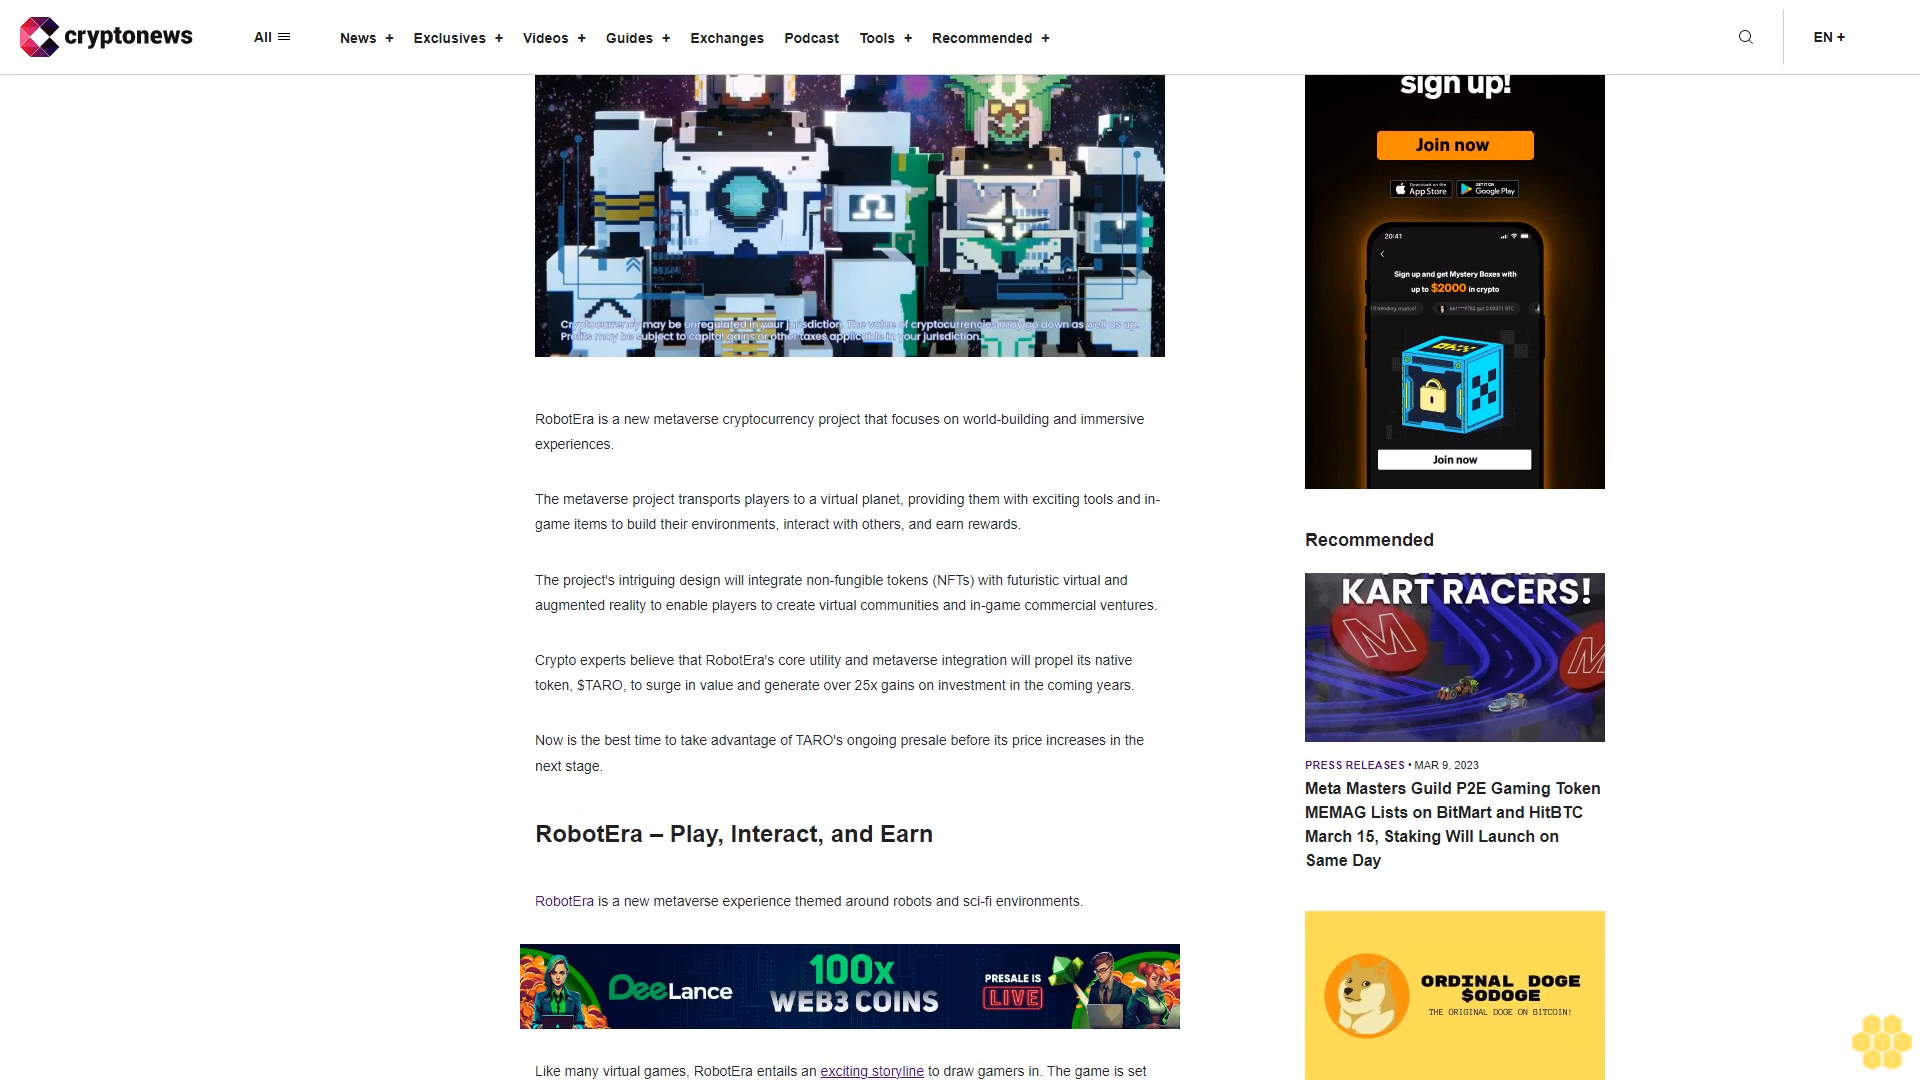 cryptonews
All
News +
Exclusives +
Videos +
Guides +
Exchanges
Podcast
Tools +
Recommended +
EN +
Cryptocurrency may be unregulated in your jurisdiction. The value of cryptocurrencies may go down as well as up.
Profits may be subject to capital gains or other taxes applicable in your jurisdiction.
RobotEra is a new metaverse cryptocurrency project that focuses on world-building and immersive
experiences.
The metaverse project transports players to a virtual planet, providing them with exciting tools and in-
game items to build their environments, interact with others, and earn rewards.
The project's intriguing design will integrate non-fungible tokens (NFTs) with futuristic virtual and
augmented reality to enable players to create virtual communities and in-game commercial ventures.
Crypto experts believe that RobotEra's core utility and metaverse integration will propel its native
token, $TARO, to surge in value and generate over 25x gains on investment in the coming years.
Now is the best time to take advantage of TARO's ongoing presale before its price increases in the
next stage.
RobotEra – Play, Interact, and Earn
RobotEra is a new metaverse experience themed around robots and sci-fi environments.
DeeLance
100x
WEB3 COINS
PRESALE IS
LIVE
Like many virtual games, RobotEra entails an exciting storyline to draw gamers in. The game is set
sign up!
Join now
Download on the
App Store
GET IT ON
Google Play
20:41
Sign up and get Mystery Boxes with
up to $2000 in crypto
OKX
Join now
Recommended
KART RACERS!
M
M
PRESS RELEASES • MAR 9, 2023
Meta Masters Guild P2E Gaming Token
MEMAG Lists on BitMart and HitBTC
March 15, Staking Will Launch on
Same Day
ORDINAL DOGE
$ODOGE
THE ORIGINAL DOGE ON BITCOIN!